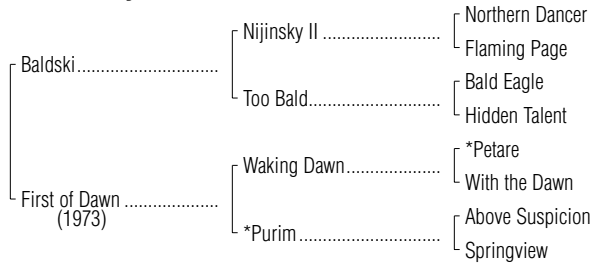 Northern Dancer
Nijinsky II ....................
Flaming Page
Baldski............................
Bald Eagle
Too Bald.......................
Hidden Talent
*Petare
Waking Dawn................
With the Dawn
First of Dawn ..................
(1973)
Above Suspicion
*Purim .........................
Springview